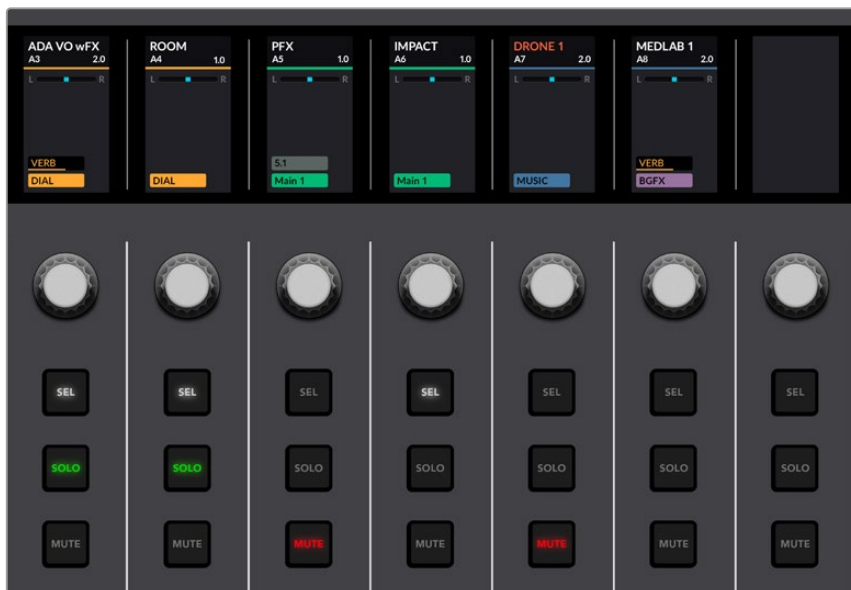 ADA VO wFX
A3 2.0
L R
VERB
DIAL
ROOM
A4 1.0
L R
DIAL
PFX
A5 1.0
L R
5.1
Main 1
IMPACT
A6 1.0
L R
Main 1
DRONE 1
A7 2.0
L R
MUSIC
MEDLAB 1
A8 2.0
L R
VERB
BGFX
SEL SEL SEL SEL SEL SEL SEL
SOLO SOLO SOLO SOLO SOLO SOLO SOLO
MUTE MUTE MUTE MUTE MUTE MUTE MUTE